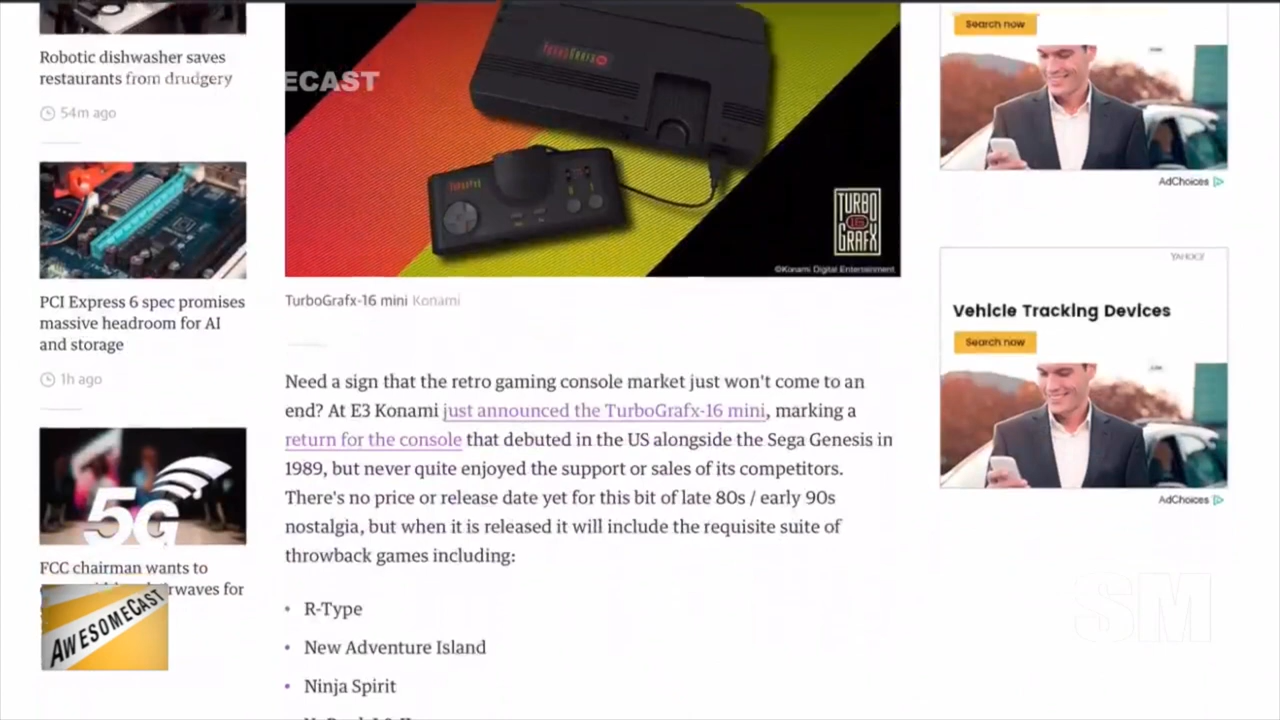 Robotic dishwasher saves
restaurants from drudgery
54m ago
PCI Express 6 spec promises
massive headroom for AI
and storage
1h ago
5G
FCC chairman wants to
rwaves for
AWESOMECAST
ECAST
TURBO
16
GRAFX
©Konami Digital Entertainment
TurboGrafx-16 mini Konami
Need a sign that the retro gaming console market just won't come to an
end? At E3 Konami just announced the TurboGrafx-16 mini, marking a
return for the console that debuted in the US alongside the Sega Genesis in
1989, but never quite enjoyed the support or sales of its competitors.
There's no price or release date yet for this bit of late 80s / early 90s
nostalgia, but when it is released it will include the requisite suite of
throwback games including:
• R-Type
• New Adventure Island
• Ninja Spirit
Search now
AdChoices
YAHOO!
Vehicle Tracking Devices
Search now
AdChoices
SM